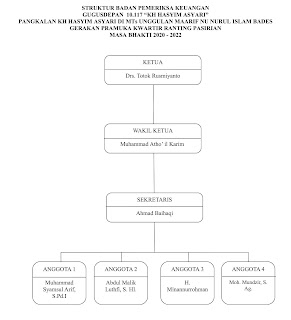 STRUKTUR BADAN PEMERIKSA KEUANGAN
GUGUSDEPAN 10.117 "KH HASYIM ASYARI"
PANGKALAN KH HASYIM ASYARI DI MTs UNGGULAN MAARIF NU NURUL ISLAM BADES
GERAKAN PRAMUKA KWARTIR RANTING PASIRIAN
MASA BHAKTI 2020 - 2022
KETUA
Drs. Totok Rusmiyanto
WAKIL KETUA
Muhammad Atho' il Karim
SEKRETARIS
Ahmad Baihaqi
ANGGOTA 1
Muhammad
Syamsul Arif,
S.Pd.I
ANGGOTA 2
Abdul Malik
Luthfi, S. HI.
ANGGOTA 3
H.
Minannurrohman
ANGGOTA 4
Moh. Mundzir, S.
Ag.